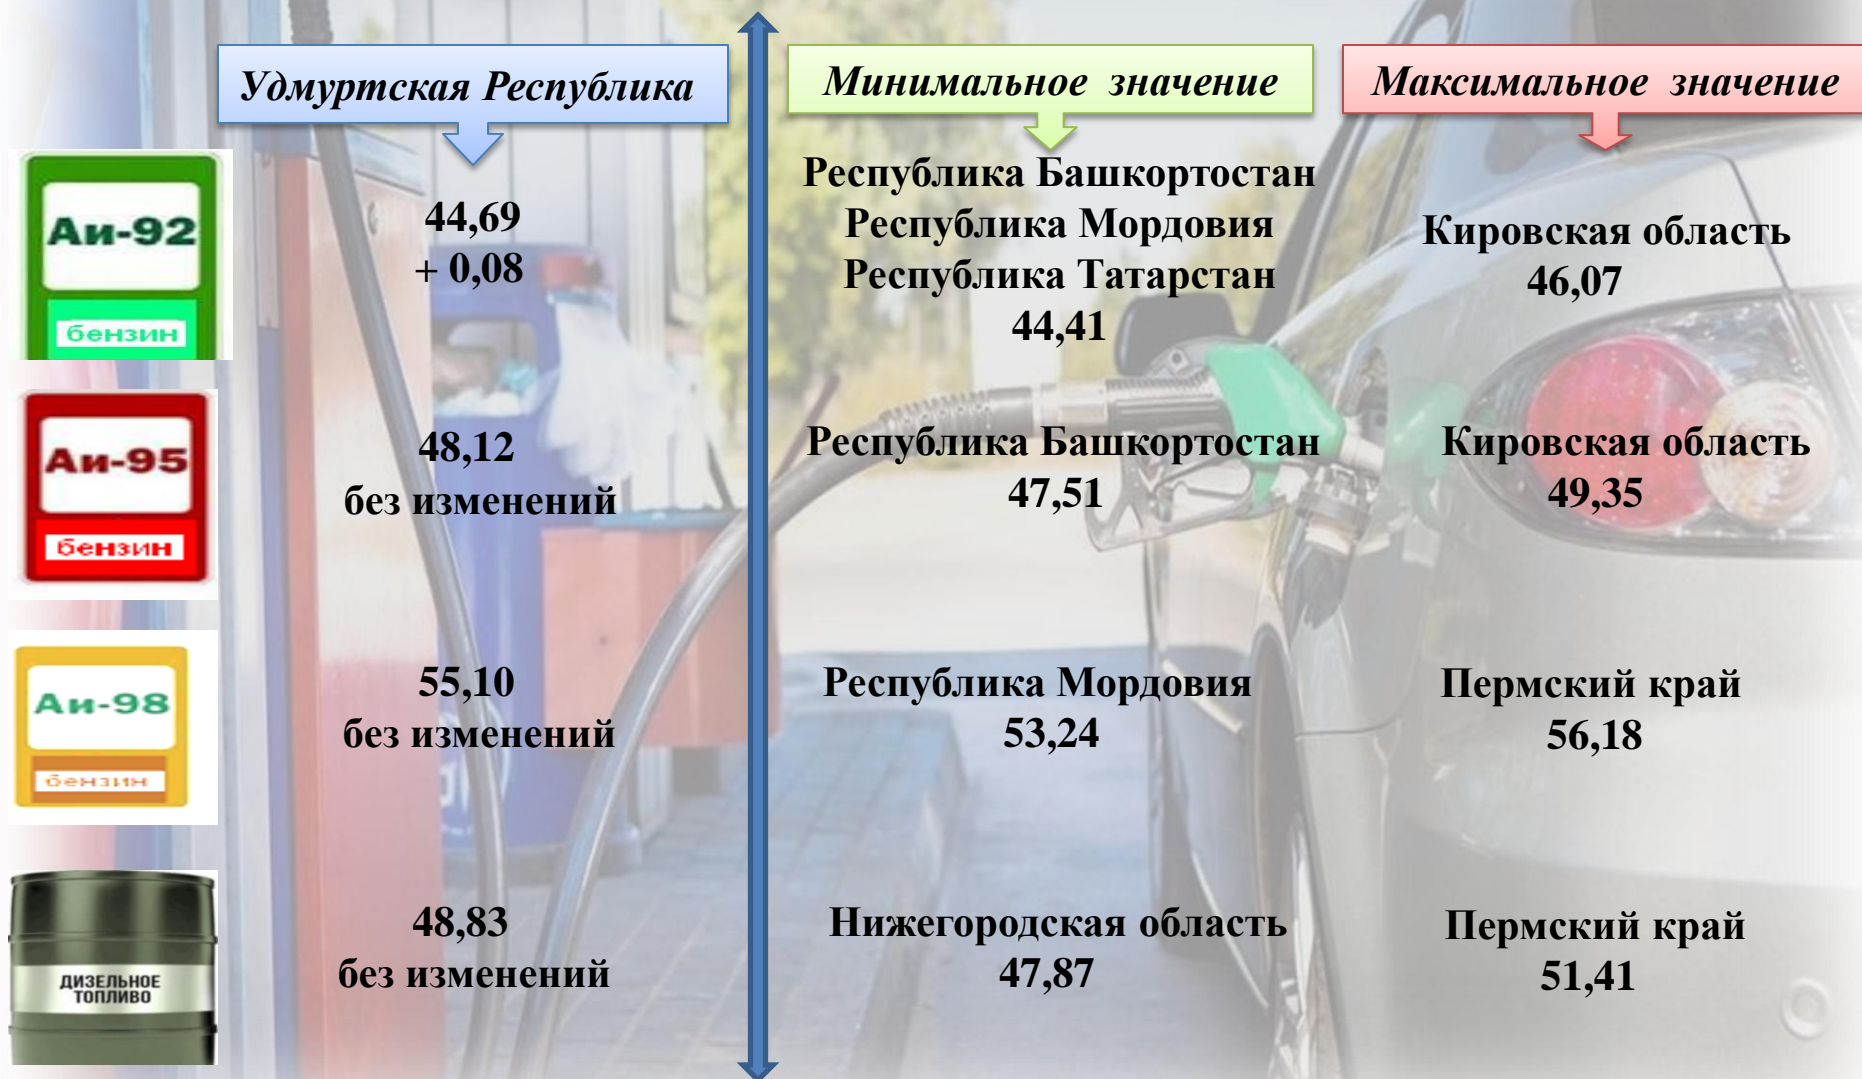 Удмуртская Республика
Минимальное значение
Максимальное значение
Аи-92
бензин
44,69
+ 0,08
Республика Башкортостан
Республика Мордовия
Республика Татарстан
44,41
Кировская область
46,07
Аи-95
бензин
48,12
без изменений
Республика Башкортостан
47,51
Кировская область
49,35
Аи-98
бензин
55,10
без изменений
Республика Мордовия
53,24
Пермский край
56,18
ДИЗЕЛЬНОЕ
ТОПЛИВО
48,83
без изменений
Нижегородская область
47,87
Пермский край
51,41